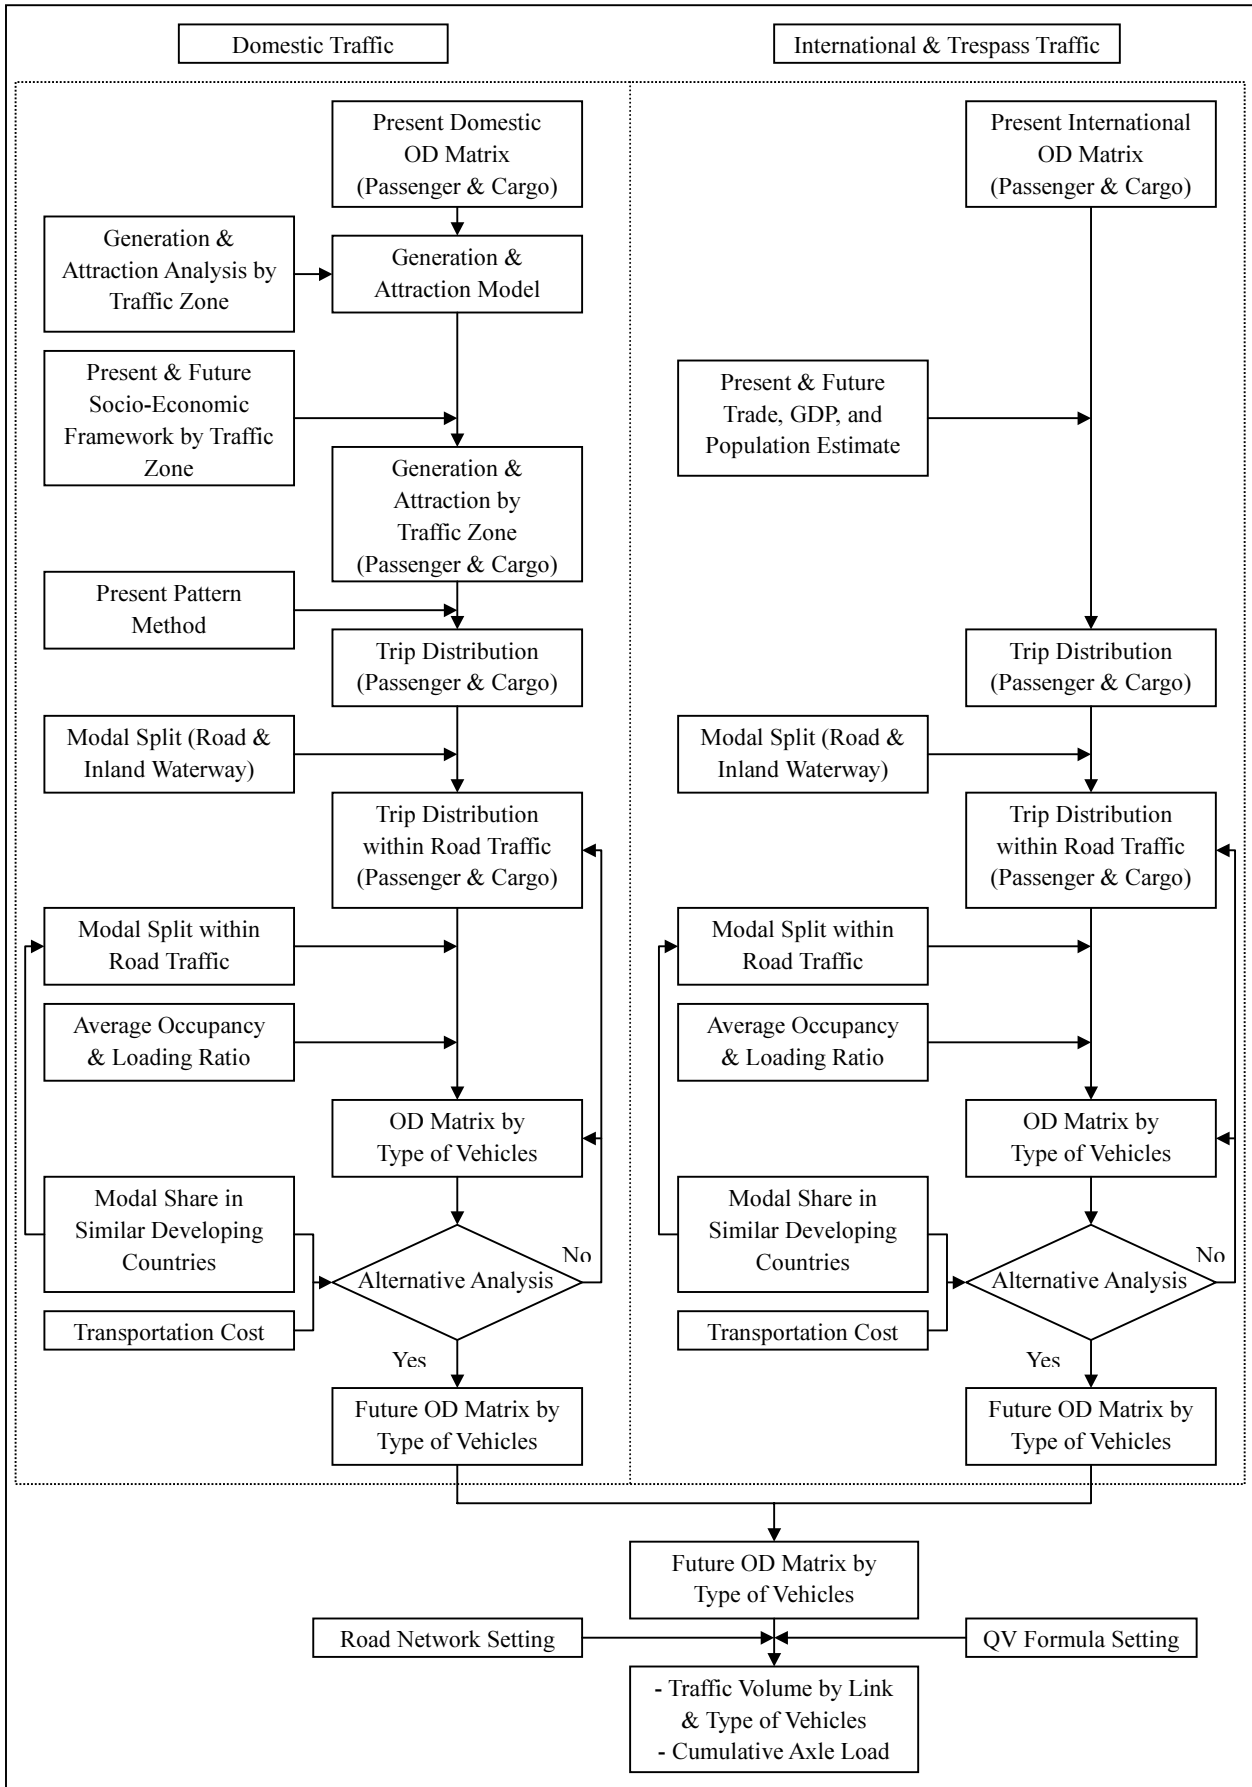 Domestic Traffic
International & Trespass Traffic
Present Domestic
OD Matrix
(Passenger & Cargo)
Generation &
Attraction Analysis by
Traffic Zone
Generation &
Attraction Model
Present & Future
Socio-Economic
Framework by Traffic
Zone
Generation &
Attraction by
Traffic Zone
(Passenger & Cargo)
Present Pattern
Method
Trip Distribution
(Passenger & Cargo)
Modal Split (Road &
Inland Waterway)
Trip Distribution
within Road Traffic
(Passenger & Cargo)
Modal Split within
Road Traffic
Average Occupancy
& Loading Ratio
OD Matrix by
Type of Vehicles
Modal Share in
Similar Developing
Countries
No
Alternative Analysis
Transportation Cost
Yes
Future OD Matrix by
Type of Vehicles
Present International
OD Matrix
(Passenger & Cargo)
Present & Future
Trade, GDP, and
Population Estimate
Trip Distribution
(Passenger & Cargo)
Modal Split (Road &
Inland Waterway)
Trip Distribution
within Road Traffic
(Passenger & Cargo)
Modal Split within
Road Traffic
Average Occupancy
& Loading Ratio
OD Matrix by
Type of Vehicles
Modal Share in
Similar Developing
Countries
No
Alternative Analysis
Transportation Cost
Yes
Future OD Matrix by
Type of Vehicles
Future OD Matrix by
Type of Vehicles
Road Network Setting
QV Formula Setting
- Traffic Volume by Link
& Type of Vehicles
- Cumulative Axle Load